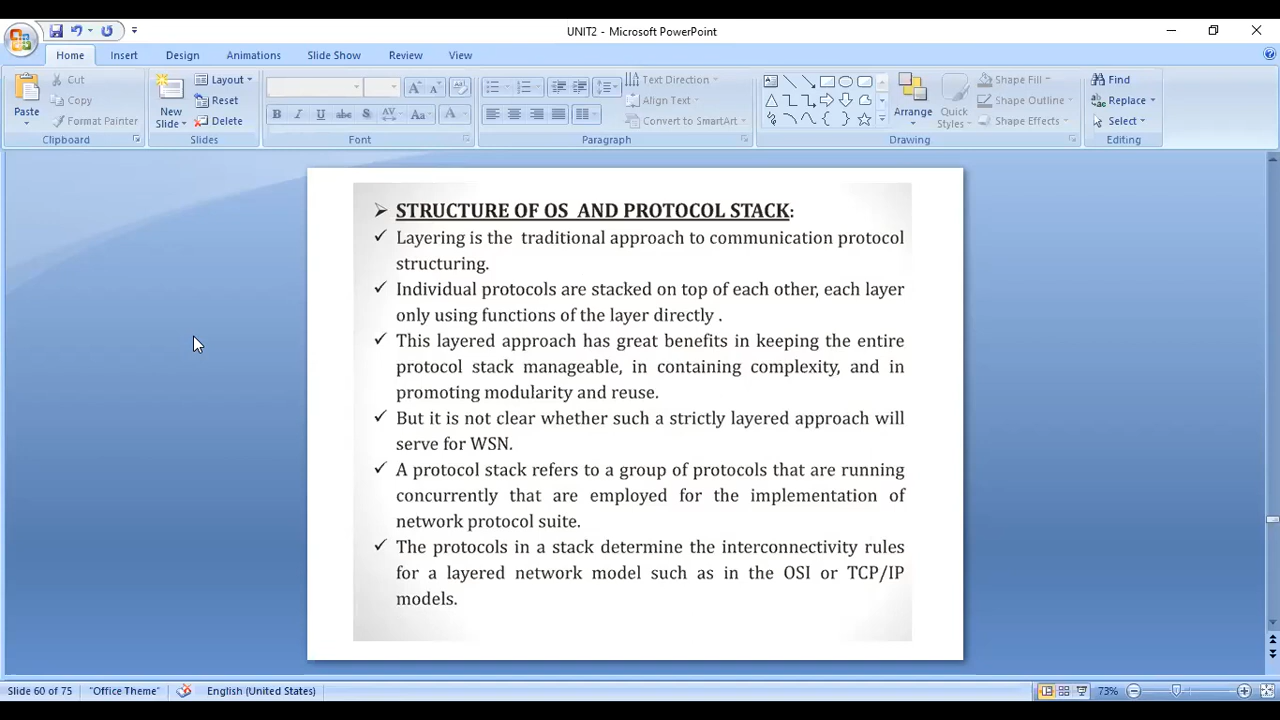 UNIT2 - Microsoft PowerPoint
Home Insert Design Animations Slide Show Review View
Paste
Cut
Copy
Format Painter
Clipboard
New Slide
Layout
Reset
Delete
Slides
B I U abc S AV Aa A
Font
Text Direction
Align Text
Convert to SmartArt
Paragraph
Arrange
Quick Styles
Shape Fill
Shape Outline
Shape Effects
Drawing
Find
Replace
Select
Editing
STRUCTURE OF OS AND PROTOCOL STACK:
Layering is the traditional approach to communication protocol
structuring.
Individual protocols are stacked on top of each other, each layer
only using functions of the layer directly .
This layered approach has great benefits in keeping the entire
protocol stack manageable, in containing complexity, and in
promoting modularity and reuse.
But it is not clear whether such a strictly layered approach will
serve for WSN.
A protocol stack refers to a group of protocols that are running
concurrently that are employed for the implementation of
network protocol suite.
The protocols in a stack determine the interconnectivity rules
for a layered network model such as in the OSI or TCP/IP
models.
Slide 60 of 75 "Office Theme" English (United States) 73%